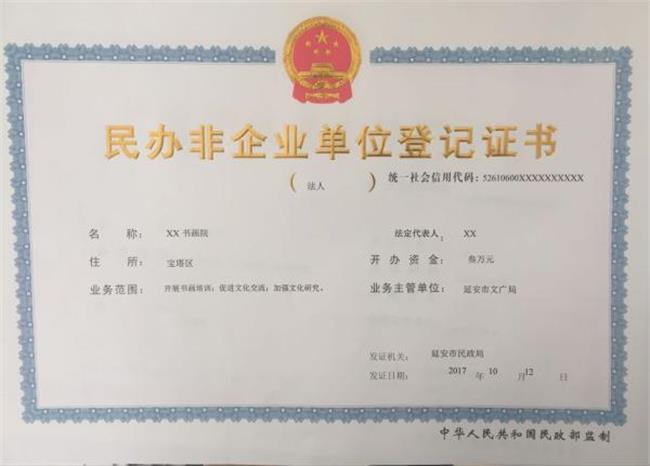 民办非企业单位登记证书
（法人）
统一社会信用代码：52610600XXXXXXXXXX
名称： XX 书画院
法定代表人： XX
住所： 宝塔区
开办资金： 叁万元
业务范围： 开展书画培训；促进文化交流；加强文化研究。
业务主管单位： 延安市文广局
发证机关： 延安市民政局
发证日期： 2017 年 10 月 12 日
中华人民共和国民政部监制